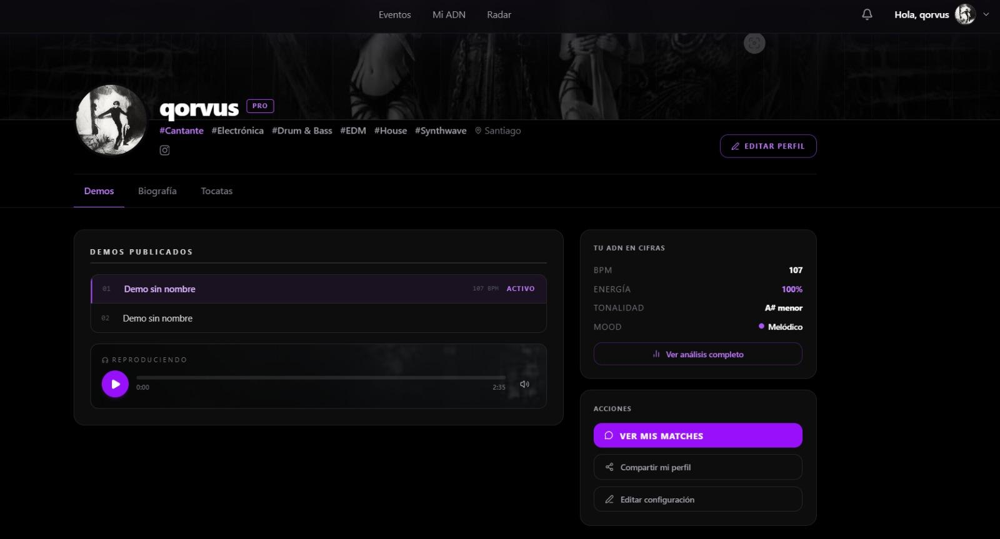 Eventos Mi ADN Radar Hola, qorvus
qorvus PRO
#Cantante #Electrónica #Drum & Bass #EDM #House #Synthwave Santiago
EDITAR PERFIL
Demos Biografía Tocatas
DEMOS PUBLICADOS
01 Demo sin nombre 107 BPM ACTIVO
02 Demo sin nombre
REPRODUCIENDO
0:00 2:35
TU ADN EN CIFRAS
BPM 107
ENERGÍA 100%
TONALIDAD A# menor
MOOD Melódico
Ver análisis completo
ACCIONES
VER MIS MATCHES
Compartir mi perfil
Editar configuración